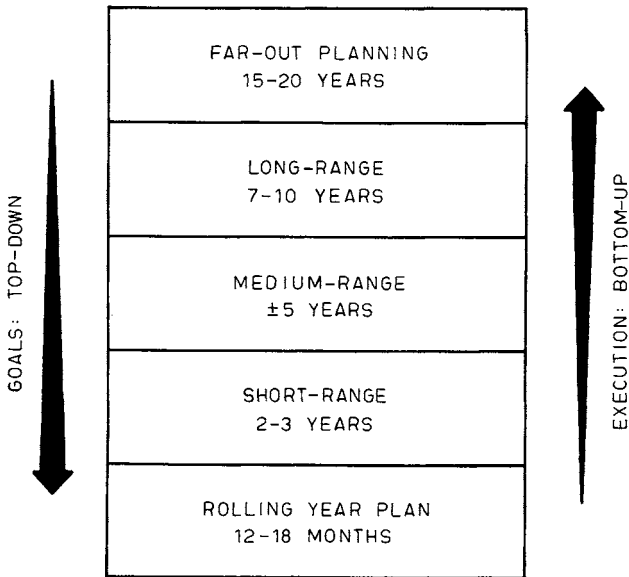 FAR-OUT PLANNING
15-20 YEARS
LONG-RANGE
7-10 YEARS
MEDIUM-RANGE
±5 YEARS
SHORT-RANGE
2-3 YEARS
ROLLING YEAR PLAN
12-18 MONTHS
GOALS: TOP-DOWN
EXECUTION: BOTTOM-UP